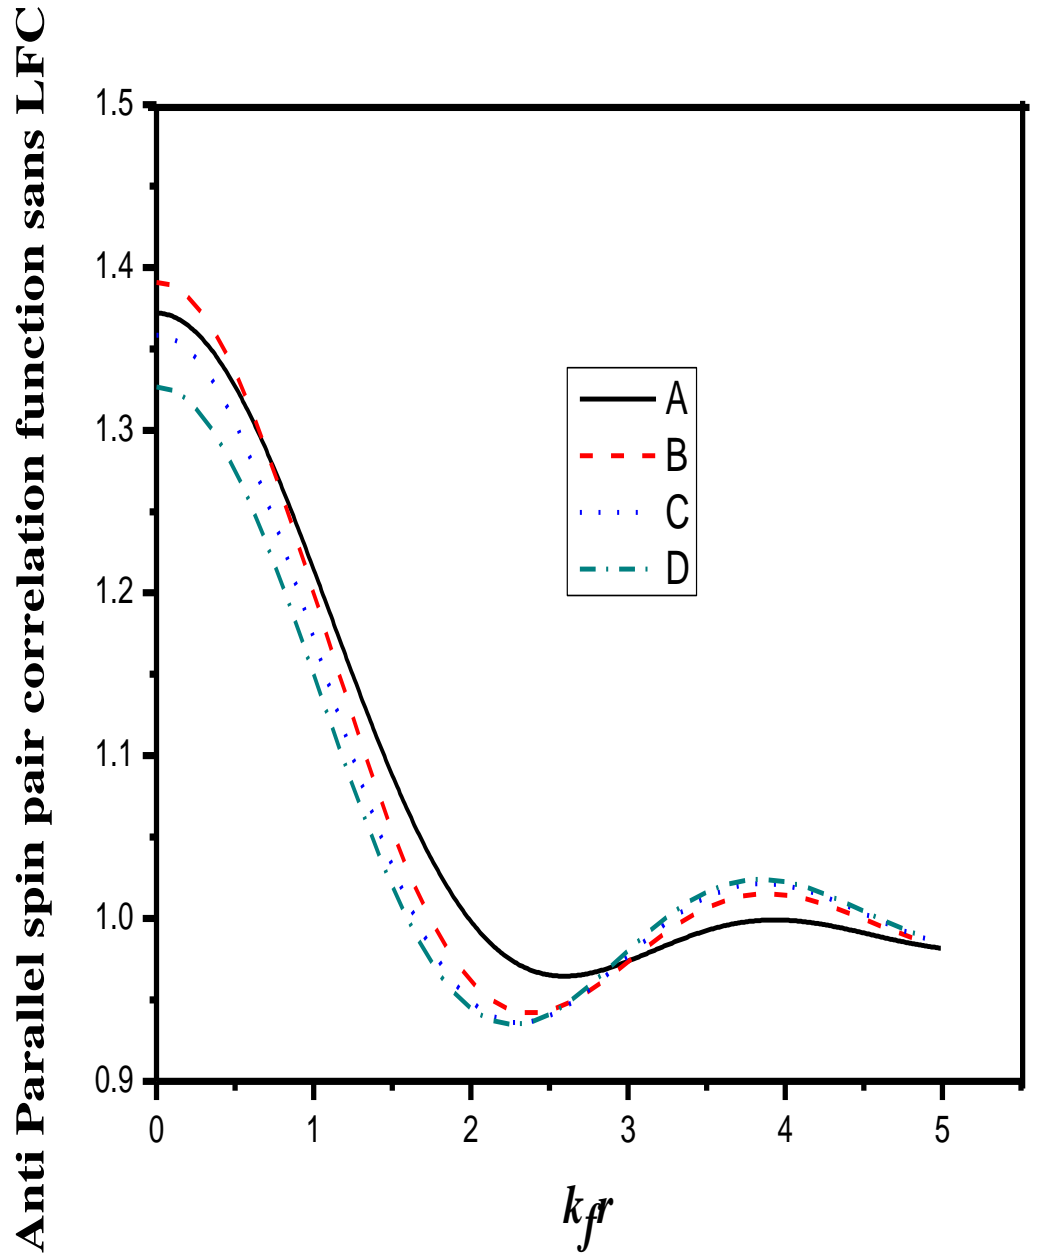 Anti Parallel spin pair correlation function sans LFC
1.5
1.4
1.3
1.2
1.1
1.0
0.9
A
B
C
D
0 1 2 3 4 5
k_f r